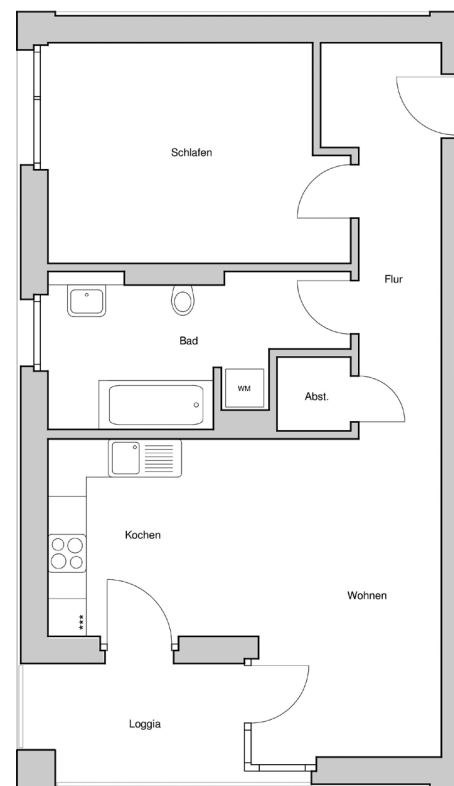 Schlafen
Flur
Bad
WM
Abst.
Kochen
Wohnen
***
Loggia